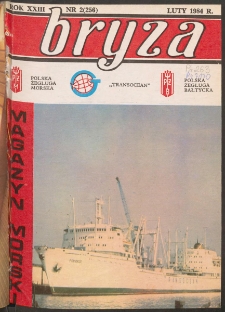 ROK XXIII NR 2(256) LUTY 1984 R.
bryza
POLSKA ŻEGLUGA MORSKA
„TRANSOCEAN”
POLSKA ŻEGLUGA BAŁTYCKA
MAGAZYN MORSKI